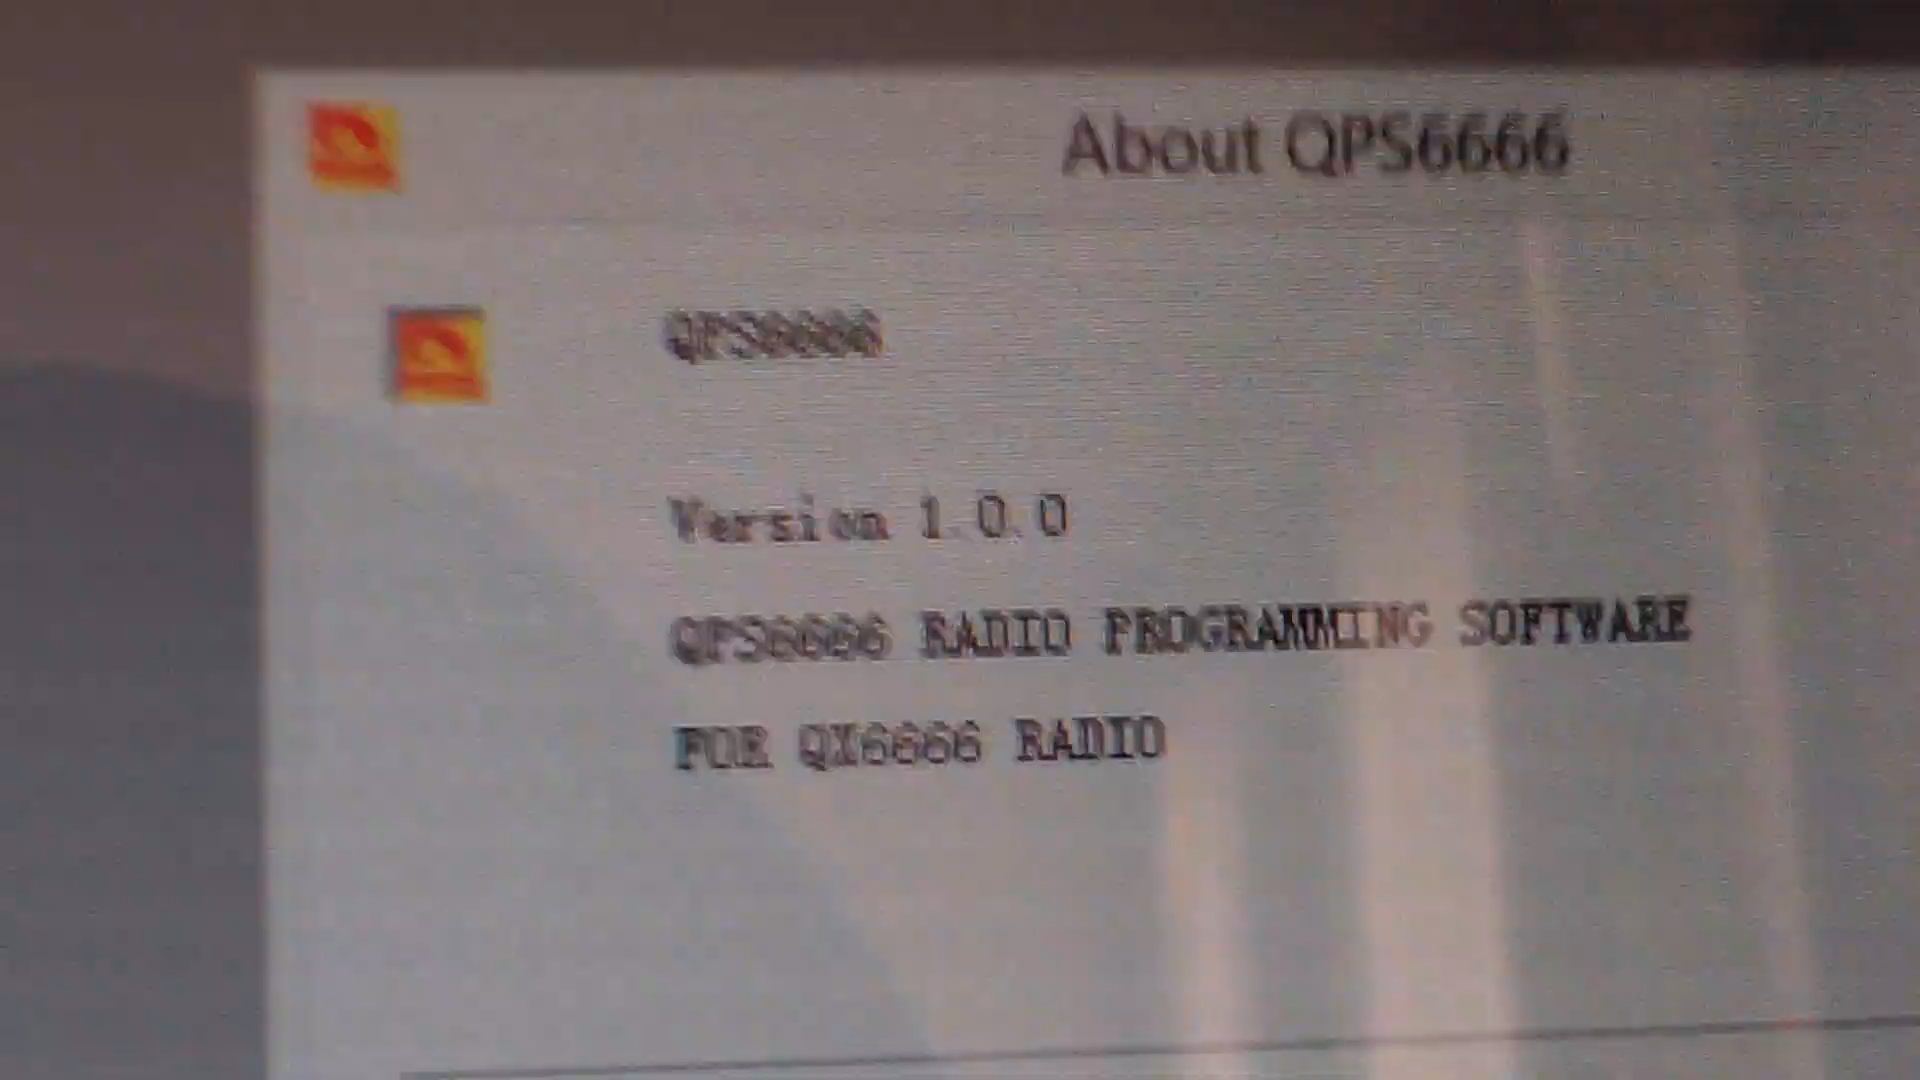 About QPS6666
QPS6666
Version 1.0.0
QPS6666 RADIO PROGRAMMING SOFTWARE
FOR QX6666 RADIO